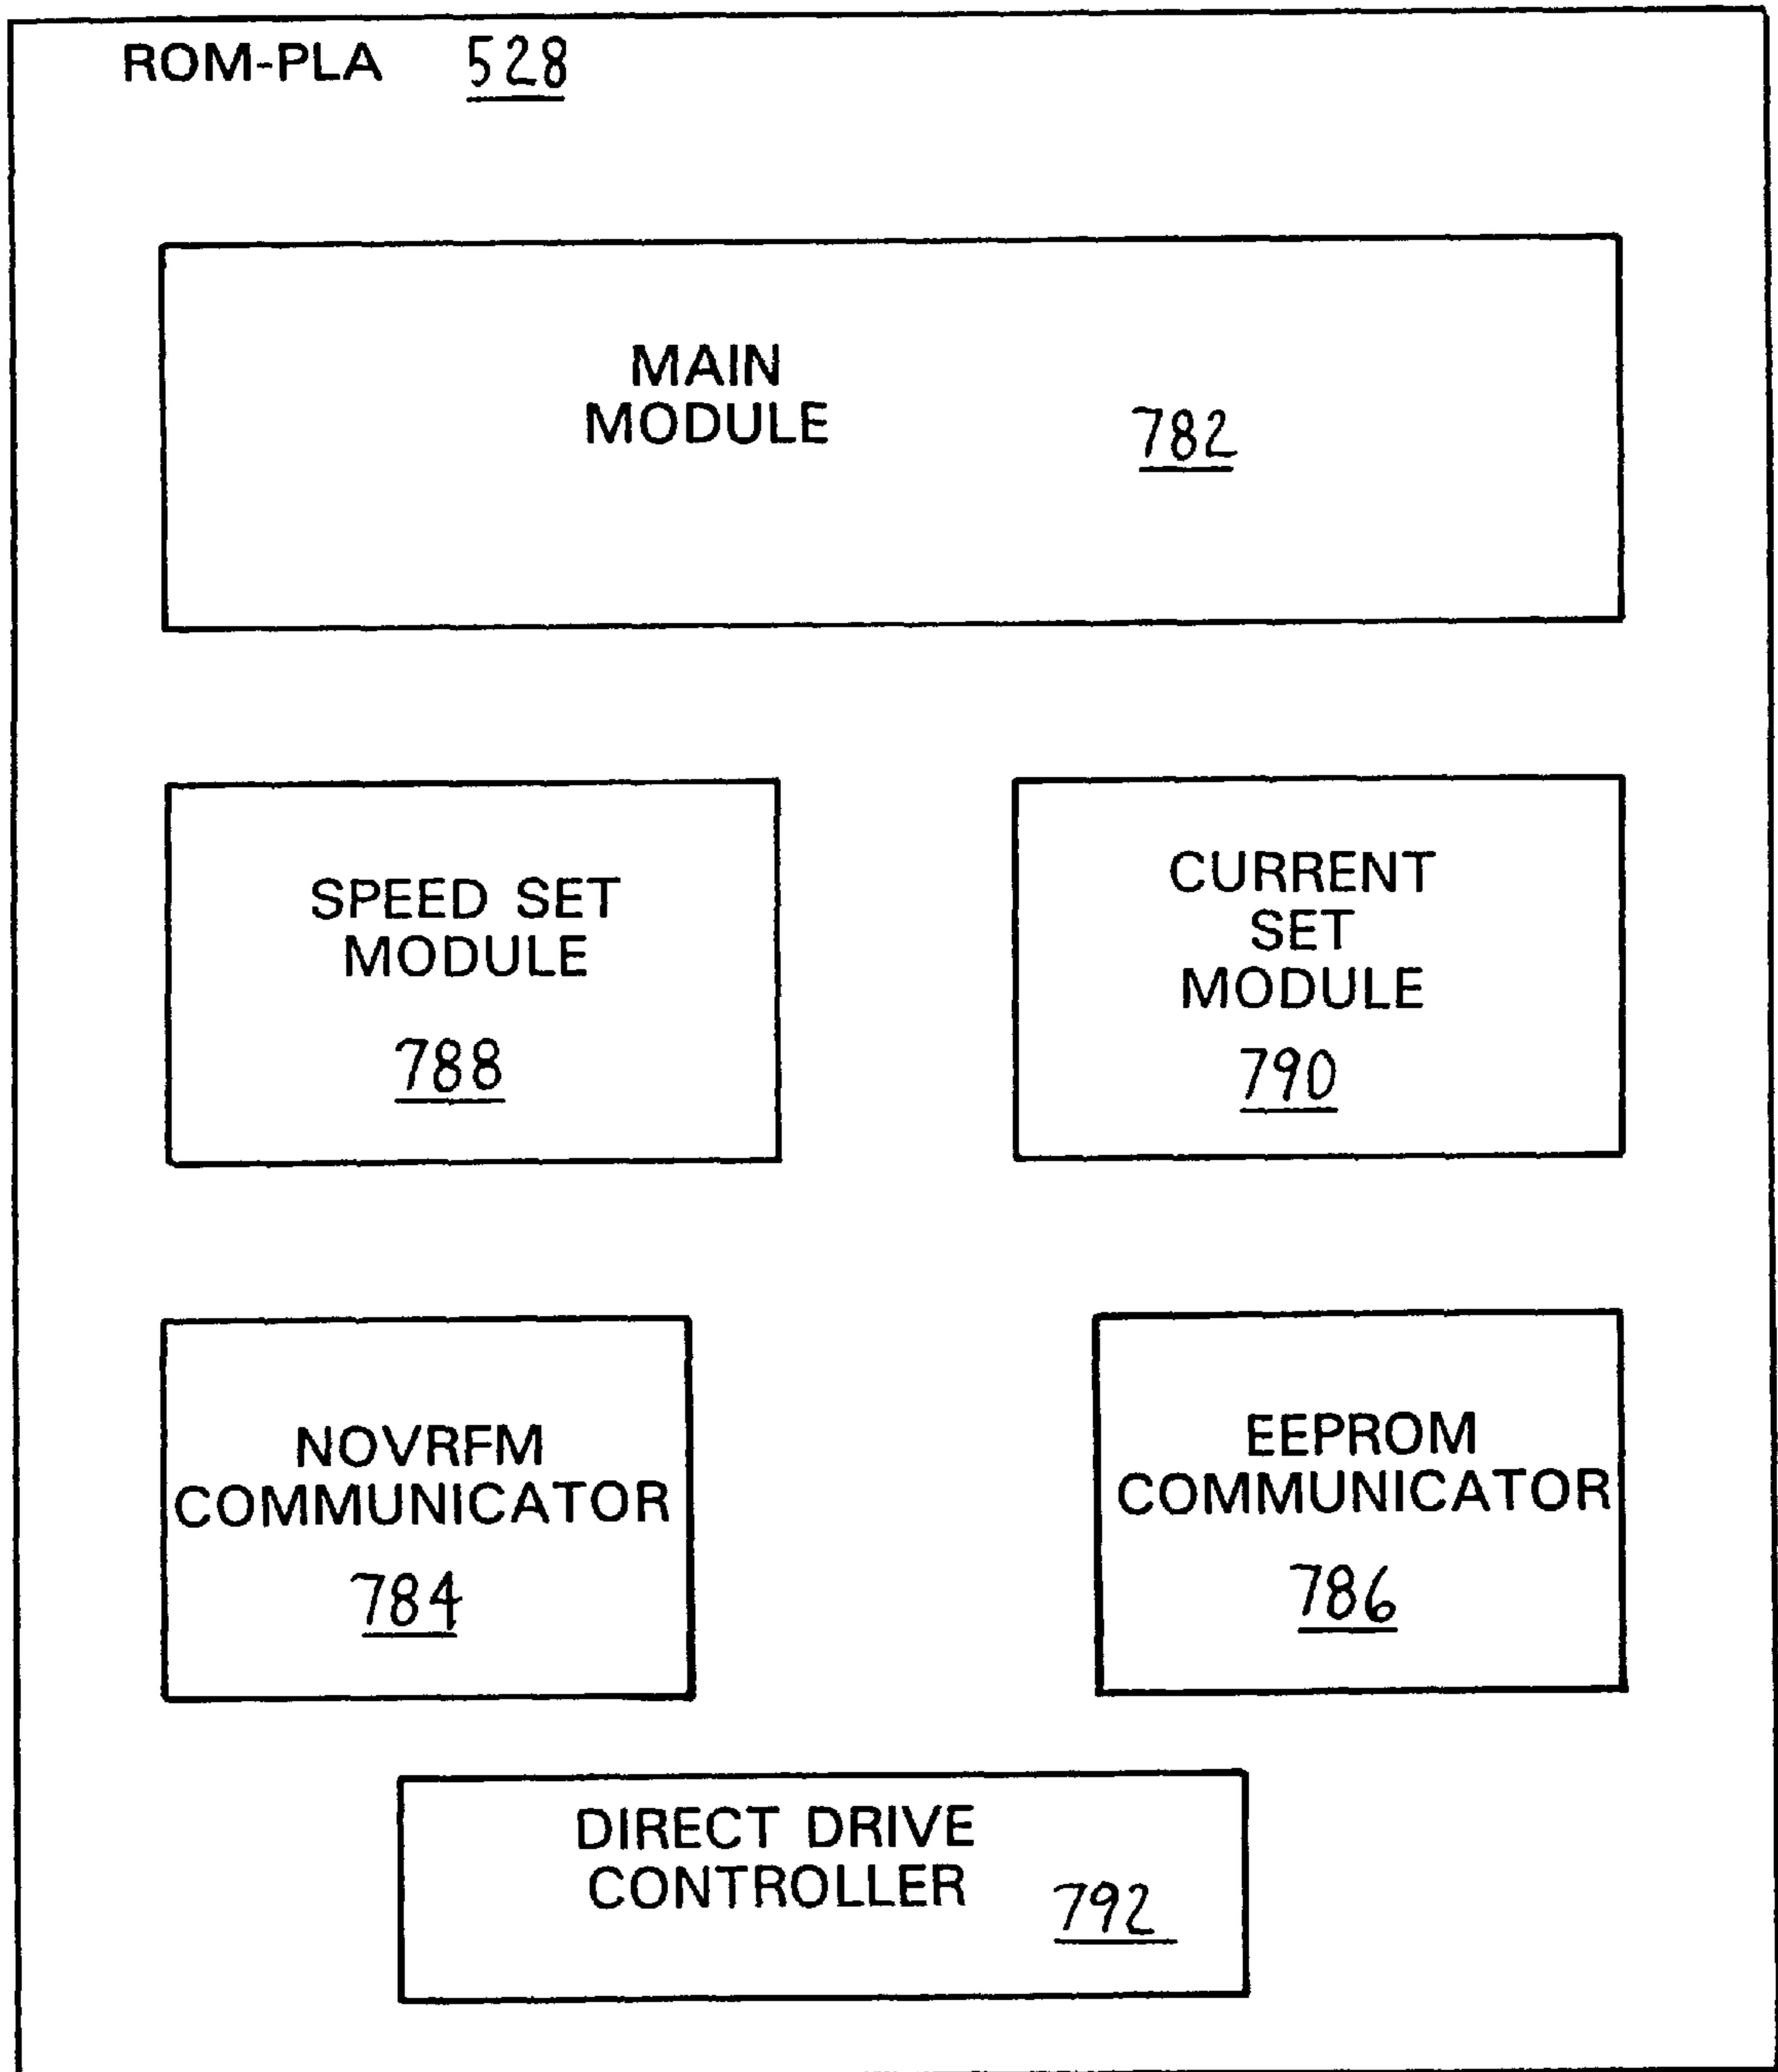 ROM-PLA 528
MAIN
MODULE 782
SPEED SET
MODULE
788
CURRENT
SET
MODULE
790
NOVRFM
COMMUNICATOR
784
EEPROM
COMMUNICATOR
786
DIRECT DRIVE
CONTROLLER 792